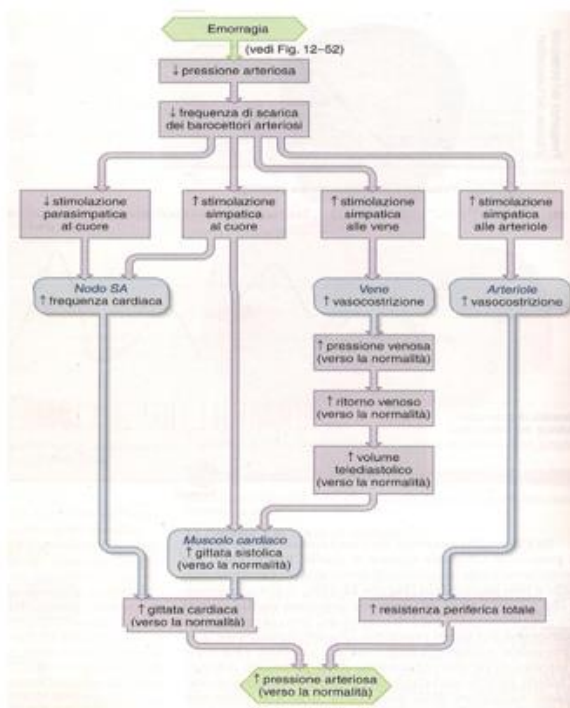 Emorragia
(vedi Fig. 12–52)
↓ pressione arteriosa
↓ frequenza di scarica
dei barocettori arteriosi
↓ stimolazione
parasimpatica
al cuore
↑ stimolazione
simpatica
al cuore
↑ stimolazione
simpatica
alle vene
↑ stimolazione
simpatica
alle arteriole
Nodo SA
↑ frequenza cardiaca
Vene
↑ vasocostrizione
Arteriole
↑ vasocostrizione
↑ pressione venosa
(verso la normalità)
↑ ritorno venoso
(verso la normalità)
↑ volume
telediastolico
(verso la normalità)
Muscolo cardiaco
↑ gittata sistolica
(verso la normalità)
↑ gittata cardiaca
(verso la normalità)
↑ resistenza periferica totale
↑ pressione arteriosa
(verso la normalità)